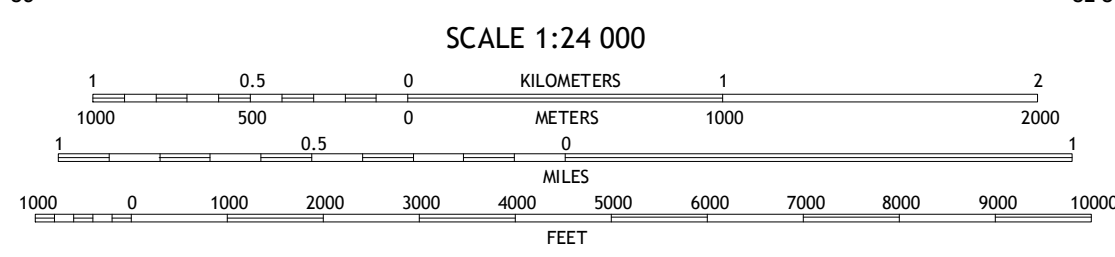 SCALE 1:24 000
1 0.5 0 KILOMETERS 1 2
1000 500 0 METERS 1000 2000
1 0.5 0 1
MILES
1000 0 1000 2000 3000 4000 5000 6000 7000 8000 9000 10000
FEET